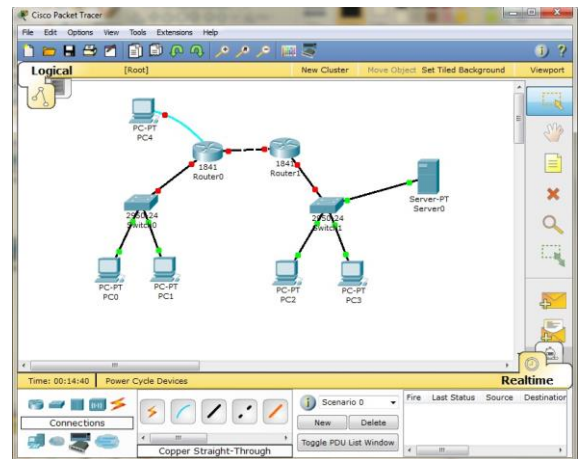 Cisco Packet Tracer
File Edit Options View Tools Extensions Help
Logical [Root] New Cluster Move Object Set Tiled Background Viewport
PC-PT
PC4
1841
Router0
1841
Router1
2950-24
Switch0
2950-24
Switch1
Server-PT
Server0
PC-PT
PC0
PC-PT
PC1
PC-PT
PC2
PC-PT
PC3
Time: 00:14:40 Power Cycle Devices Realtime
Connections
Copper Straight-Through
Scenario 0
New Delete
Toggle PDU List Window
Fire Last Status Source Destination